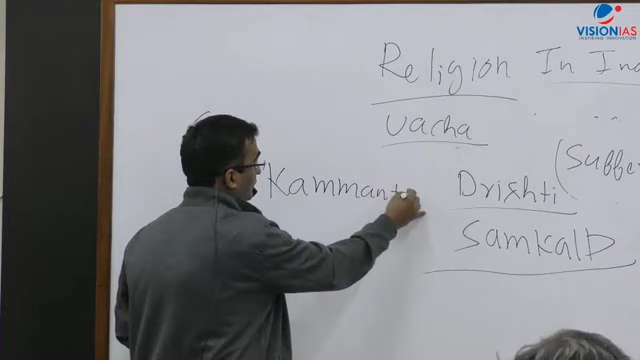 VISIONIAS
INSPIRING INNOVATION
Religion In Ind
Vacha
(Suffe
Kammant
Drishti
Samkalp